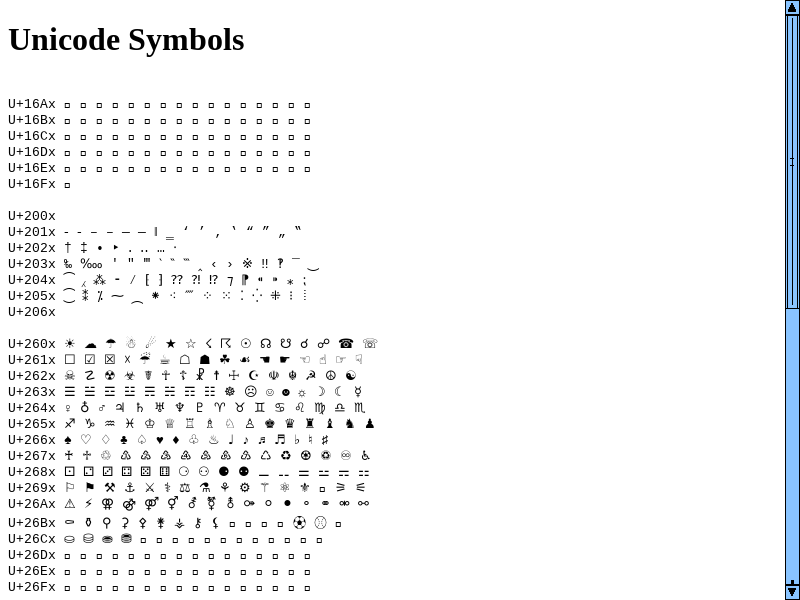 Unicode Symbols
U+16Ax □ □ □ □ □ □ □ □ □ □ □ □ □ □ □ □
U+16Bx □ □ □ □ □ □ □ □ □ □ □ □ □ □ □ □
U+16Cx □ □ □ □ □ □ □ □ □ □ □ □ □ □ □ □
U+16Dx □ □ □ □ □ □ □ □ □ □ □ □ □ □ □ □
U+16Ex □ □ □ □ □ □ □ □ □ □ □ □ □ □ □ □
U+16Fx □
U+200x
U+201x ‐ ‑ ‒ – — ― ‖ ‗ ‘ ’ ‚ ‛ “ ” „ ‟
U+202x † ‡ • ‣ ․ ‥ … ‧
U+203x ‰ ‱ ′ ″ ‴ ‵ ‶ ‷ ‸ ‹ › ※ ‼ ‽ ‾ ‿
U+204x ⁀ ⁁ ⁂ ⁃ ⁄ ⁅ ⁆ ⁇ ⁈ ⁉ ⁊ ⁋ ⁌ ⁍ ⁎ ⁏
U+205x ⁐ ⁑ ⁒ ⁓ ⁔ ⁕ ⁖ ⁗ ⁘ ⁙ ⁚ ⁛ ⁜ ⁝ ⁞
U+206x
U+260x ☀ ☁ ☂ ☃ ☄ ★ ☆ ☇ ☈ ☉ ☊ ☋ ☌ ☍ ☎ ☏
U+261x ☐ ☑ ☒ ☓ ☔ ☕ ☖ ☗ ☘ ☙ ☚ ☛ ☜ ☝ ☞ ☟
U+262x ☠ ☡ ☢ ☣ ☤ ☥ ☦ ☧ ☨ ☩ ☪ ☫ ☬ ☭ ☮ ☯
U+263x ☰ ☱ ☲ ☳ ☴ ☵ ☶ ☷ ☸ ☹ ☺ ☻ ☼ ☽ ☾ ☿
U+264x ♀ ♁ ♂ ♃ ♄ ♅ ♆ ♇ ♈ ♉ ♊ ♋ ♌ ♍ ♎ ♏
U+265x ♐ ♑ ♒ ♓ ♔ ♕ ♖ ♗ ♘ ♙ ♚ ♛ ♜ ♝ ♞ ♟
U+266x ♠ ♡ ♢ ♣ ♤ ♥ ♦ ♧ ♨ ♩ ♪ ♫ ♬ ♭ ♮ ♯
U+267x ♰ ♱ ♲ ♳ ♴ ♵ ♶ ♷ ♸ ♹ ♺ ♻ ♼ ♽ ♾ ♿
U+268x ⚀ ⚁ ⚂ ⚃ ⚄ ⚅ ⚆ ⚇ ⚈ ⚉ ⚊ ⚋ ⚌ ⚍ ⚎ ⚏
U+269x ⚐ ⚑ ⚒ ⚓ ⚔ ⚕ ⚖ ⚗ ⚘ ⚙ ⚚ ⚛ ⚜ □ ⚞ ⚟
U+26Ax ⚠ ⚡ ⚢ ⚣ ⚤ ⚥ ⚦ ⚧ ⚨ ⚩ ⚪ ⚫ ⚬ ⚭ ⚮ ⚯
U+26Bx ⚰ ⚱ ⚲ ⚳ ⚴ ⚵ ⚶ ⚷ ⚸ □ □ □ □ ⚽ ⚾ □
U+26Cx ⛀ ⛁ ⛂ ⛃ □ □ □ □ □ □ □ □ □ □ □ □
U+26Dx □ □ □ □ □ □ □ □ □ □ □ □ □ □ □ □
U+26Ex □ □ □ □ □ □ □ □ □ □ □ □ □ □ □ □
U+26Fx □ □ □ □ □ □ □ □ □ □ □ □ □ □ □ □